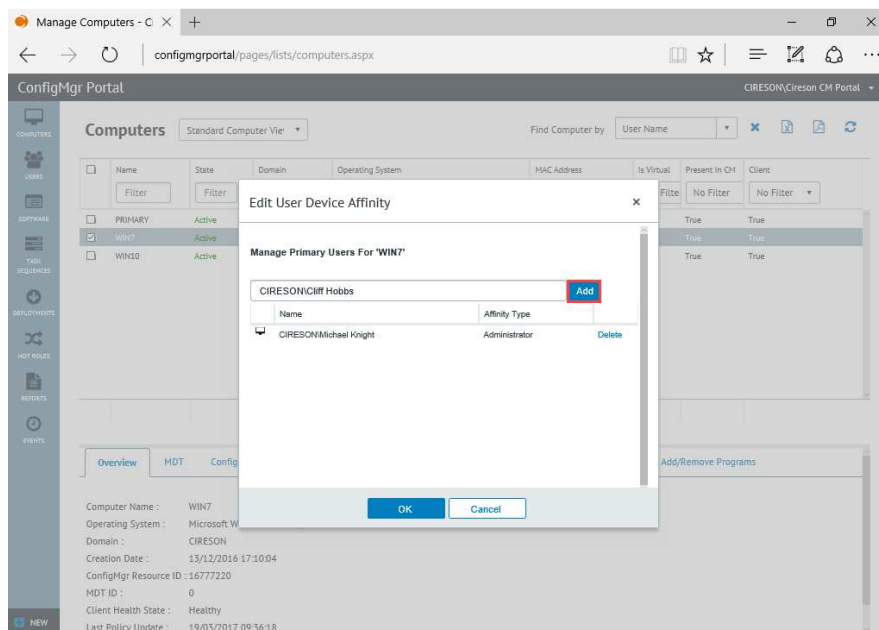 Manage Computers - Ci
configmgrportal/pages/lists/computers.aspx
ConfigMgr Portal
CIRESON\Cireson CM Portal
COMPUTERS
USERS
SOFTWARE
TASK SEQUENCES
DEPLOYMENTS
MDT ROLES
REPORTS
EVENTS
NEW
Computers
Standard Computer Vie
Find Computer by
User Name
Name State Domain Operating System MAC Address Is Virtual Present In CM Client
Filter Filter Filte No Filter No Filter
PRIMARY Active True True
WIN7 Active True True
WIN10 Active True True
Edit User Device Affinity
Manage Primary Users For 'WIN7'
CIRESON\Cliff Hobbs Add
Name Affinity Type
CIRESON\Michael Knight Administrator Delete
OK Cancel
Overview MDT Config Add/Remove Programs
Computer Name : WIN7
Operating System : Microsoft W
Domain : CIRESON
Creation Date : 13/12/2016 17:10:04
ConfigMgr Resource ID : 16777220
MDT ID : 0
Client Health State : Healthy
Last Policy Update : 19/03/2017 09:36:18